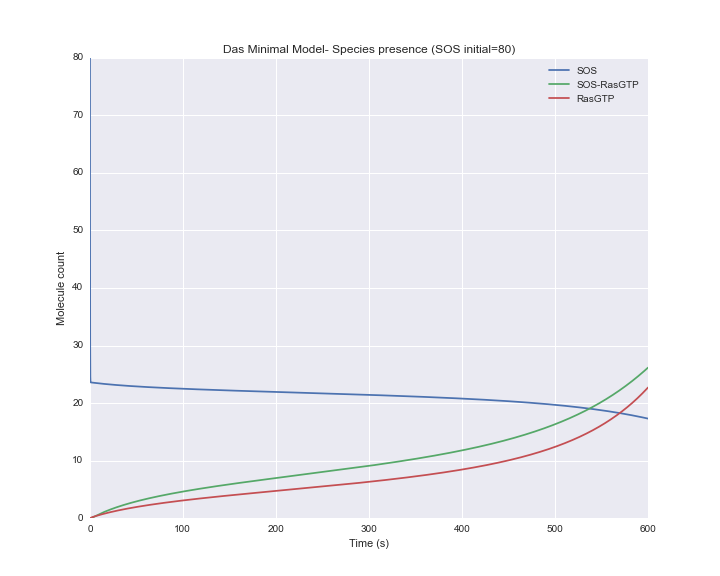 Das Minimal Model- Species presence (SOS initial=80)
80
SOS
SOS-RasGTP
RasGTP
70
60
50
Molecule count
40
30
20
10
0
0 100 200 300 400 500 600
Time (s)